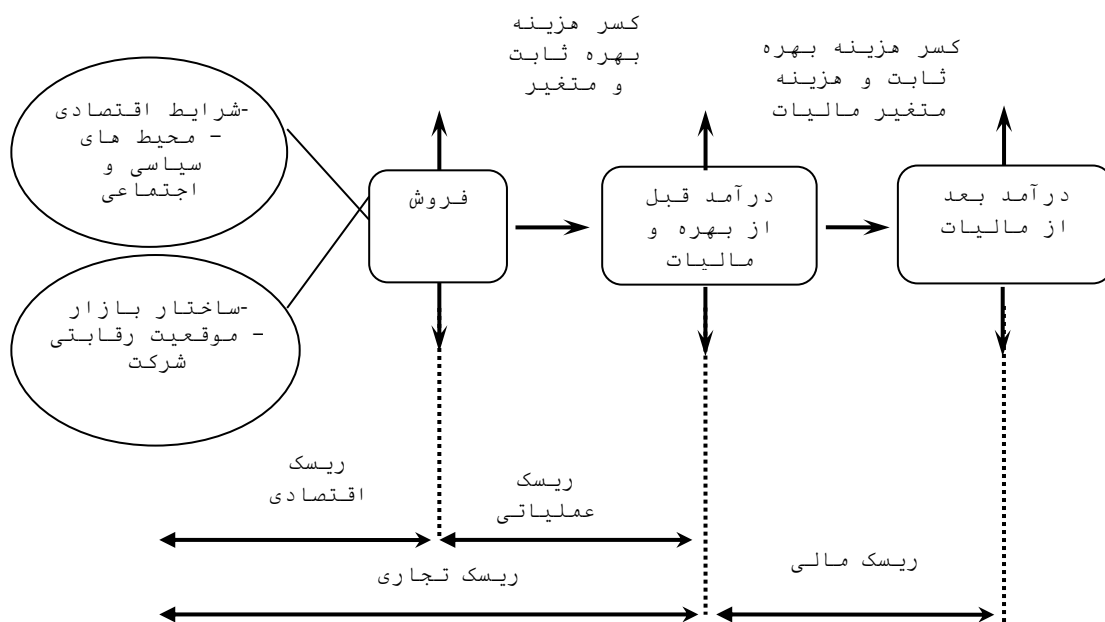 کسر هزینه
بهره ثابت
و متغیر
کسر هزینه بهره
ثابت و هزینه
متغیر مالیات
-شرایط اقتصادی
– محیط های
سیاسی و
اجتماعی
فروش
درآمد قبل
از بهره و
مالیات
درآمد بعد
از مالیات
-ساختار بازار
– موقعیت رقابتی
شرکت
ریسک
اقتصادی
ریسک
عملیاتی
ریسک تجاری
ریسک مالی